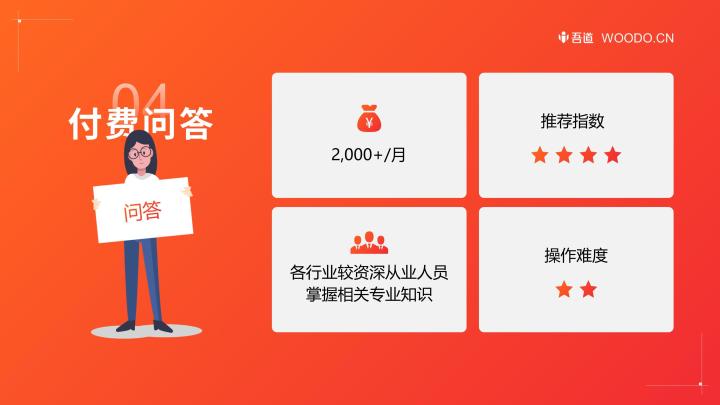 吾道 WOODO.CN
04
付费问答
问答
¥
2,000+/月
推荐指数
各行业较资深从业人员
掌握相关专业知识
操作难度